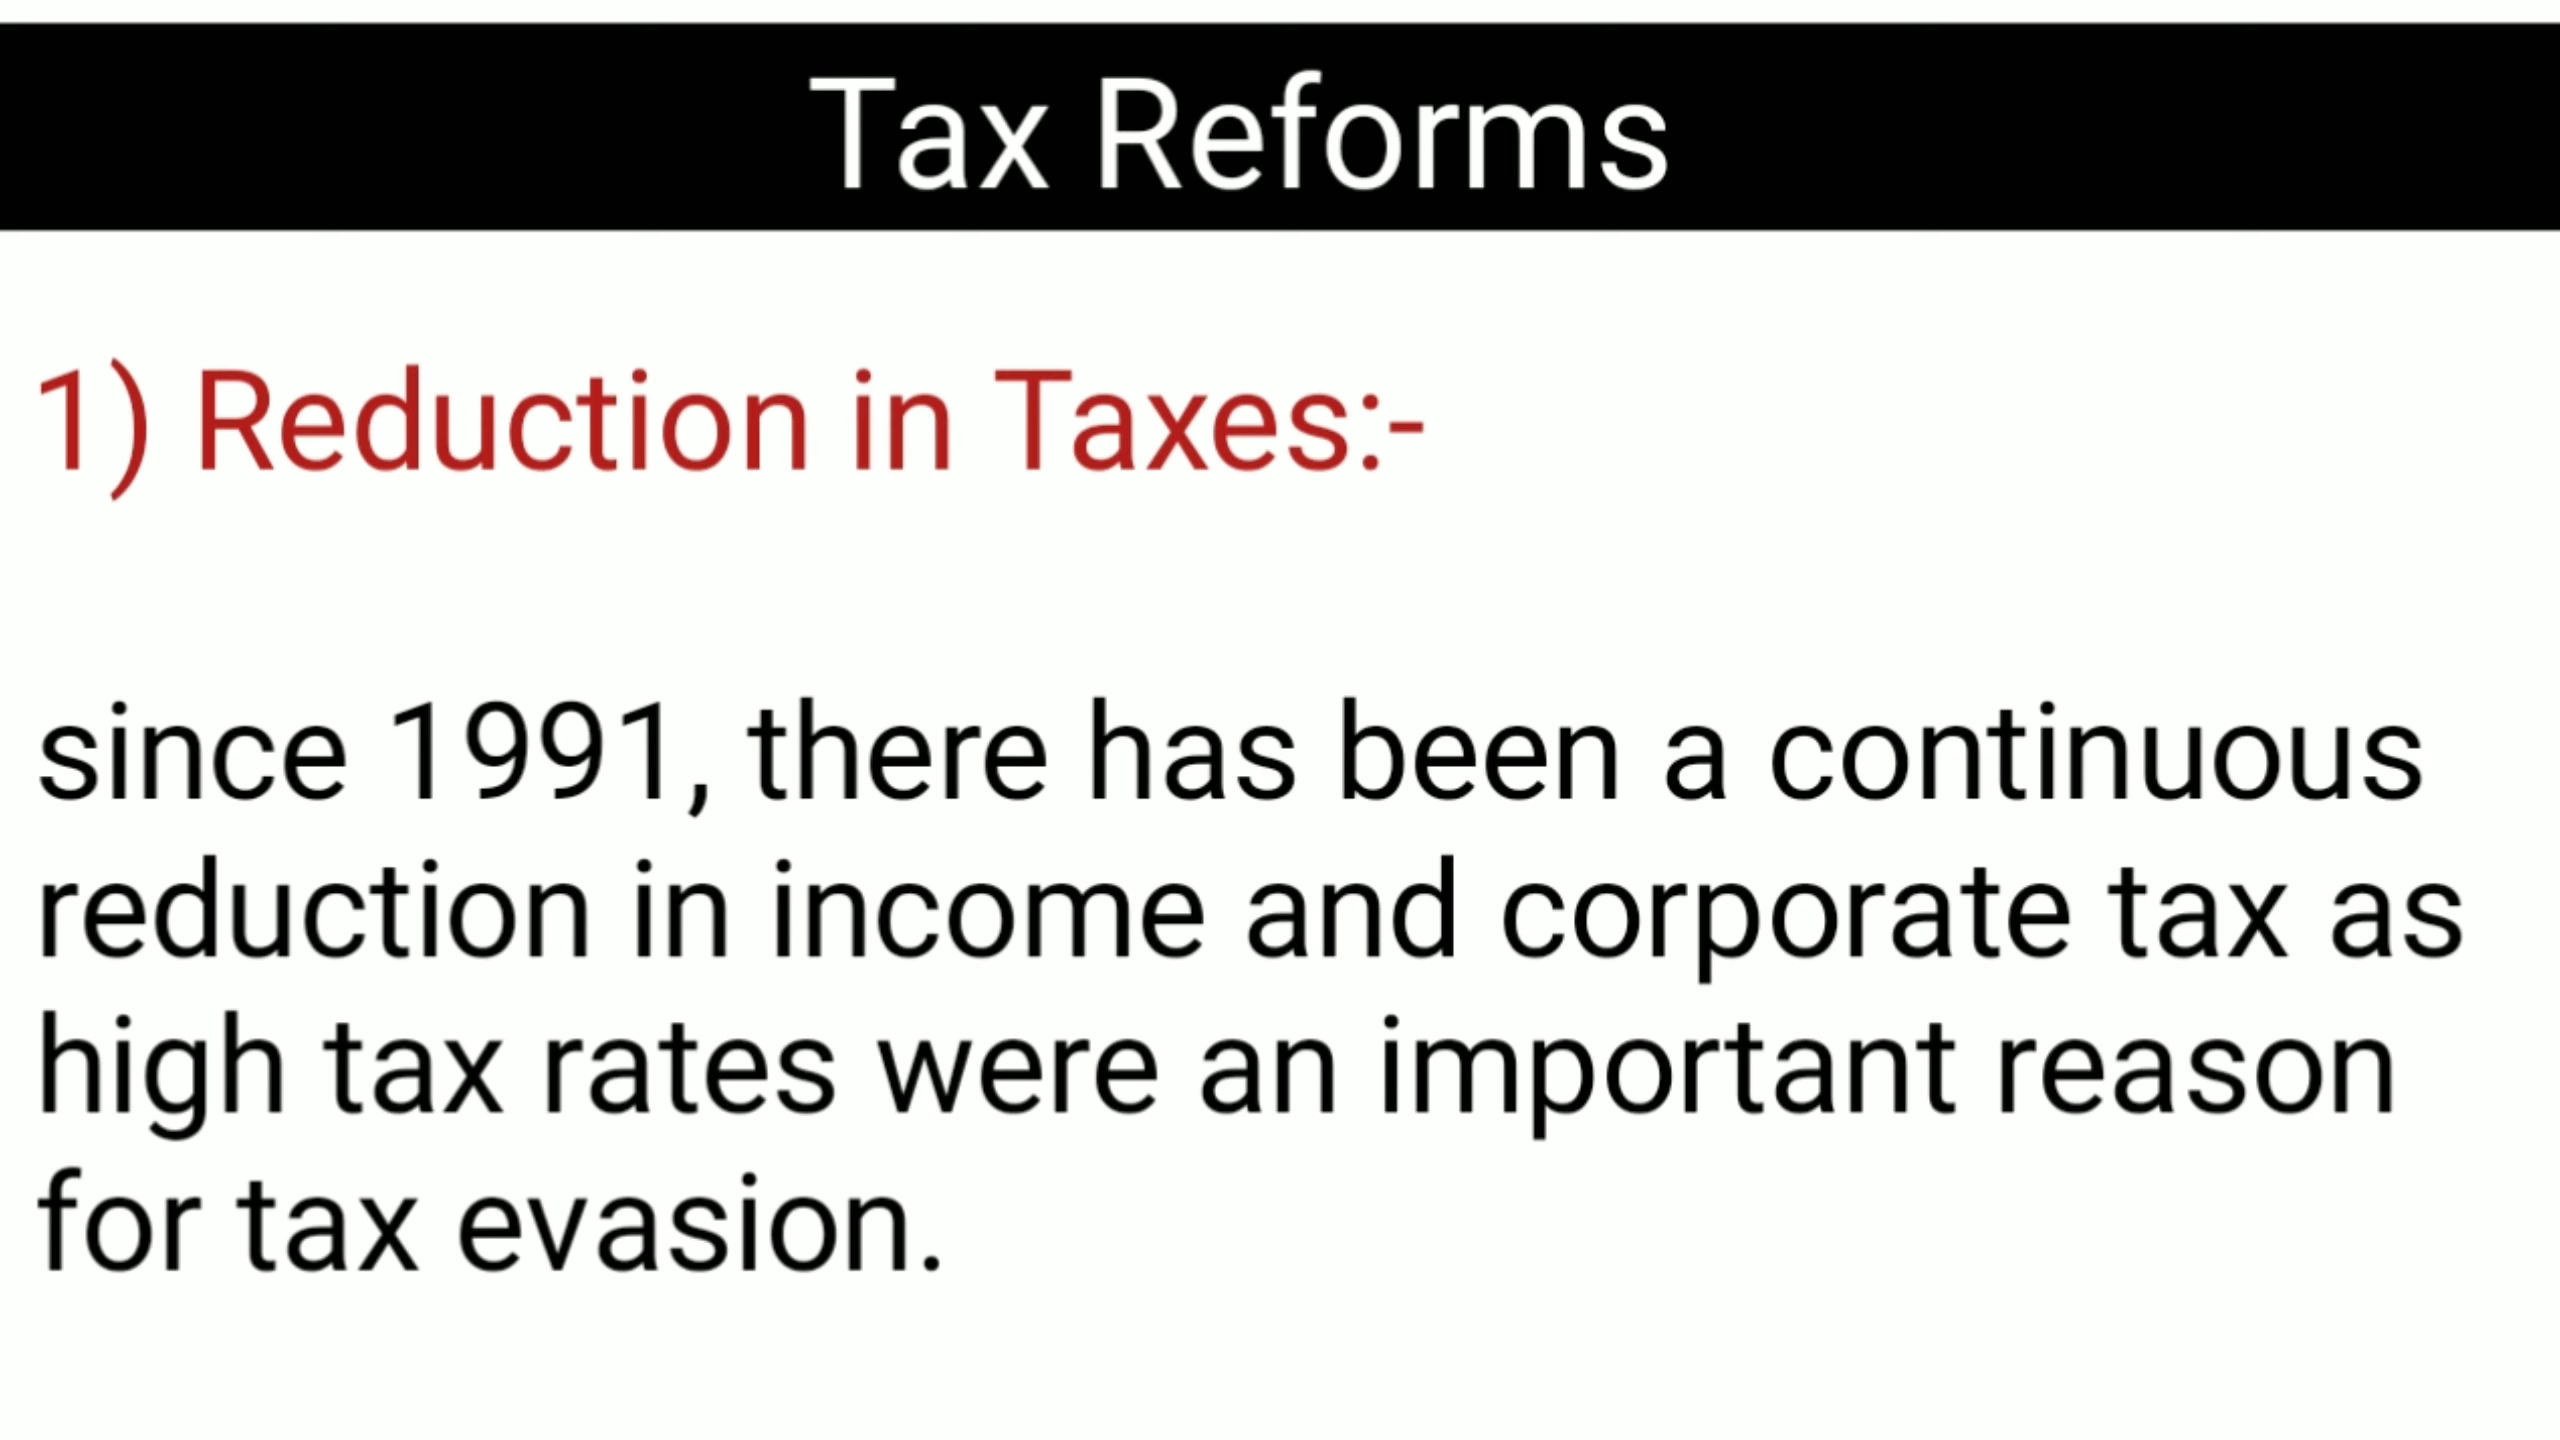 Tax Reforms
1) Reduction in Taxes:-
since 1991, there has been a continuous
reduction in income and corporate tax as
high tax rates were an important reason
for tax evasion.